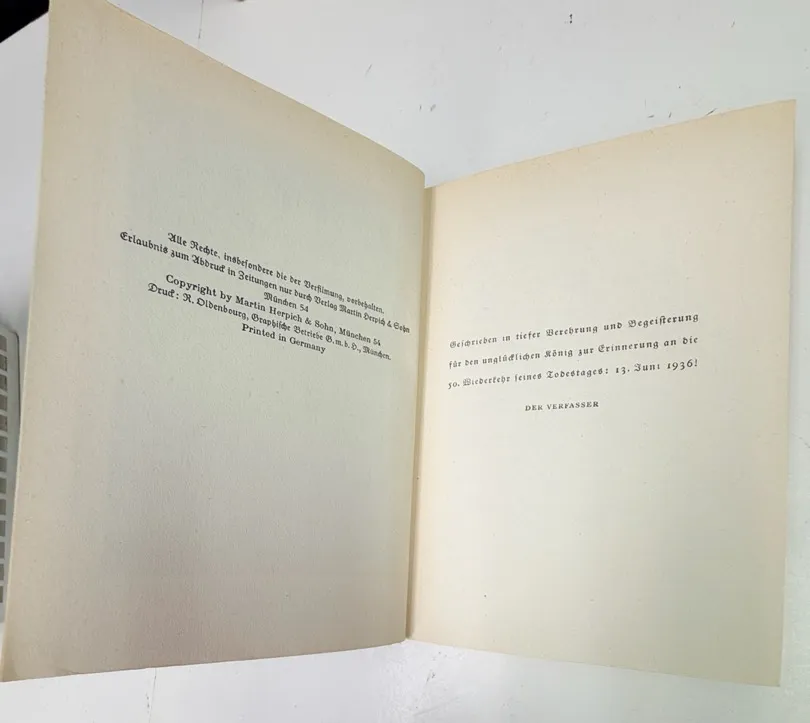 Alle Rechte, insbesondere die der Verfilmung, vorbehalten.
Erlaubnis zum Abdruck in Zeitungen nur durch Verlag Martin Herpich & Sohn
München 54
Copyright by Martin Herpich & Sohn, München 54
Druck: R. Oldenbourg, Graphische Betriebe G.m.b.H., München.
Printed in Germany
Geschrieben in tiefer Verehrung und Begeisterung
für den unglücklichen König zur Erinnerung an die
50. Wiederkehr seines Todestages: 13. Juni 1936!
DER VERFASSER